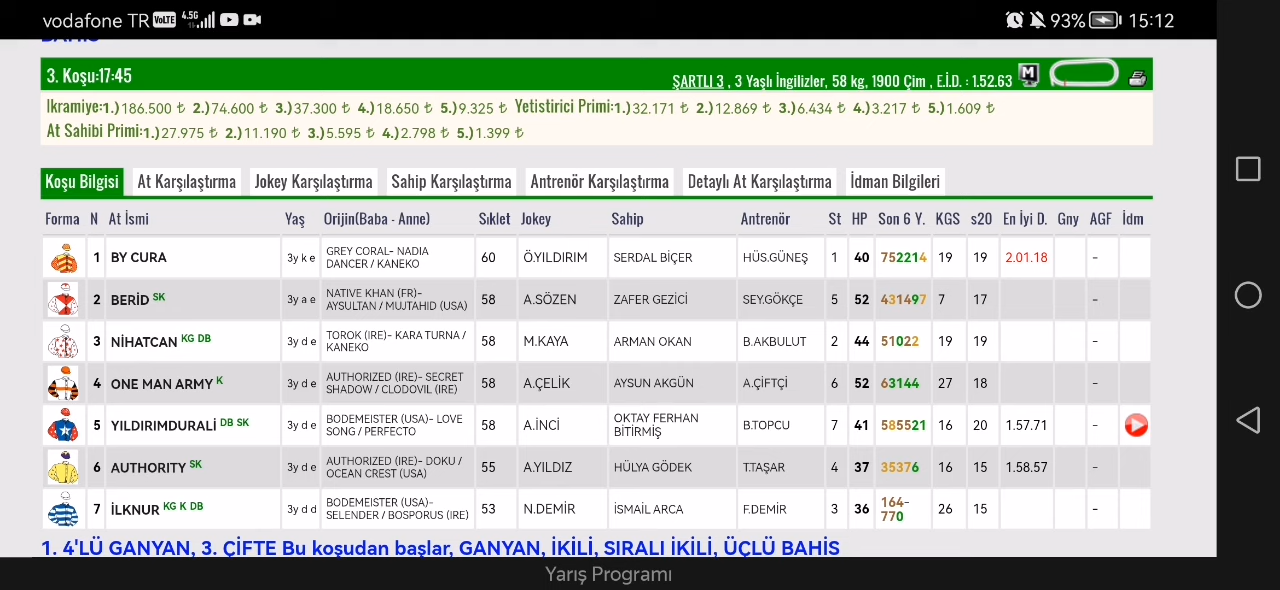 vodafone TR VoLTE 4.5G 93% 15:12
3. Koşu:17:45 ŞARTLI 3 , 3 Yaşlı İngilizler, 58 kg, 1900 Çim , E.İ.D. : 1.52.63 M
Ikramiye:1.) 186.500 ₺ 2.) 74.600 ₺ 3.) 37.300 ₺ 4.) 18.650 ₺ 5.) 9.325 ₺ Yetistirici Primi:1.) 32.171 ₺ 2.) 12.869 ₺ 3.) 6.434 ₺ 4.) 3.217 ₺ 5.) 1.609 ₺
At Sahibi Primi:1.) 27.975 ₺ 2.) 11.190 ₺ 3.) 5.595 ₺ 4.) 2.798 ₺ 5.) 1.399 ₺
Koşu Bilgisi At Karşılaştırma Jokey Karşılaştırma Sahip Karşılaştırma Antrenör Karşılaştırma Detaylı At Karşılaştırma İdman Bilgileri
Forma N At İsmi Yaş Orijin(Baba - Anne) Sıklet Jokey Sahip Antrenör St HP Son 6 Y. KGS s20 En İyi D. Gny AGF İdm
1 BY CURA 3y k e GREY CORAL- NADIA DANCER / KANEKO 60 Ö.YILDIRIM SERDAL BİÇER HÜS.GÜNEŞ 1 40 752214 19 19 2.01.18 -
2 BERİD SK 3y a e NATIVE KHAN (FR)- AYSULTAN / MUJTAHID (USA) 58 A.SÖZEN ZAFER GEZİCİ SEY.GÖKÇE 5 52 431497 7 17 -
3 NİHATCAN KG DB 3y d e TOROK (IRE)- KARA TURNA / KANEKO 58 M.KAYA ARMAN OKAN B.AKBULUT 2 44 51022 19 19 -
4 ONE MAN ARMY K 3y d e AUTHORIZED (IRE)- SECRET SHADOW / CLODOVIL (IRE) 58 A.ÇELİK AYSUN AKGÜN A.ÇİFTÇİ 6 52 63144 27 18 -
5 YILDIRIMDURALİ DB SK 3y d e BODEMEISTER (USA)- LOVE SONG / PERFECTO 58 A.İNCİ OKTAY FERHAN BİTİRMİŞ B.TOPCU 7 41 585521 16 20 1.57.71 -
6 AUTHORITY SK 3y d e AUTHORIZED (IRE)- DOKU / OCEAN CREST (USA) 55 A.YILDIZ HÜLYA GÖDEK T.TAŞAR 4 37 35376 16 15 1.58.57 -
7 İLKNUR KG K DB 3y d d BODEMEISTER (USA)- SELENDER / BOSPORUS (IRE) 53 N.DEMİR İSMAİL ARCA F.DEMİR 3 36 164-770 26 15 -
1. 4'LÜ GANYAN, 3. ÇİFTE Bu koşudan başlar, GANYAN, İKİLİ, SIRALI İKİLİ, ÜÇLÜ BAHİS
Yarış Programı